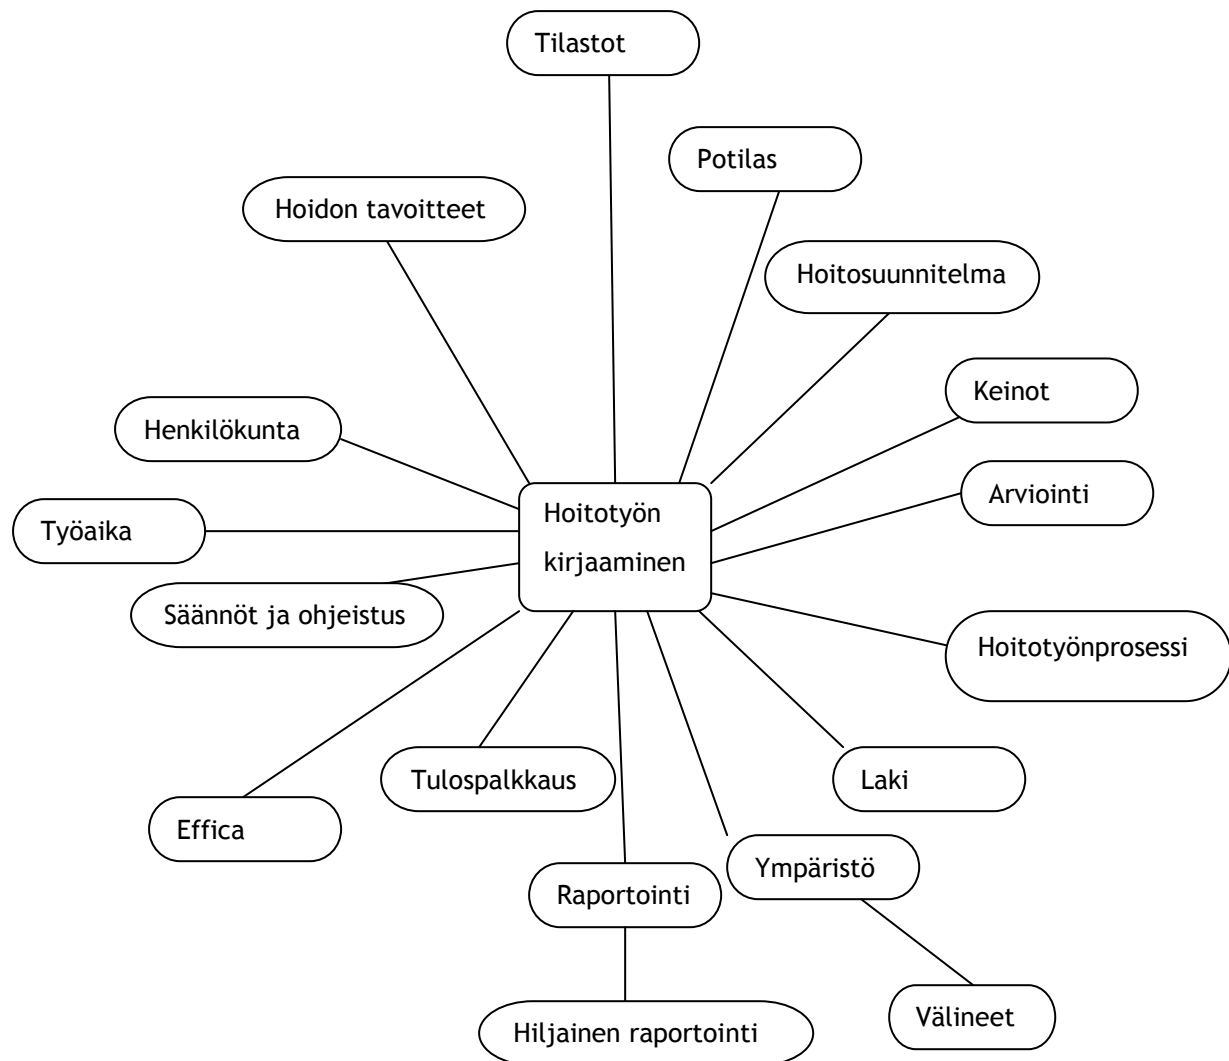 Tilastot
Potilas
Hoidon tavoitteet
Hoitosuunnitelma
Keinot
Henkilökunta
Arviointi
Työaika
Hoitotyön
kirjaaminen
Säännöt ja ohjeistus
Hoitotyönprosessi
Tulospalkkaus
Laki
Effica
Ympäristö
Raportointi
Välineet
Hiljainen raportointi